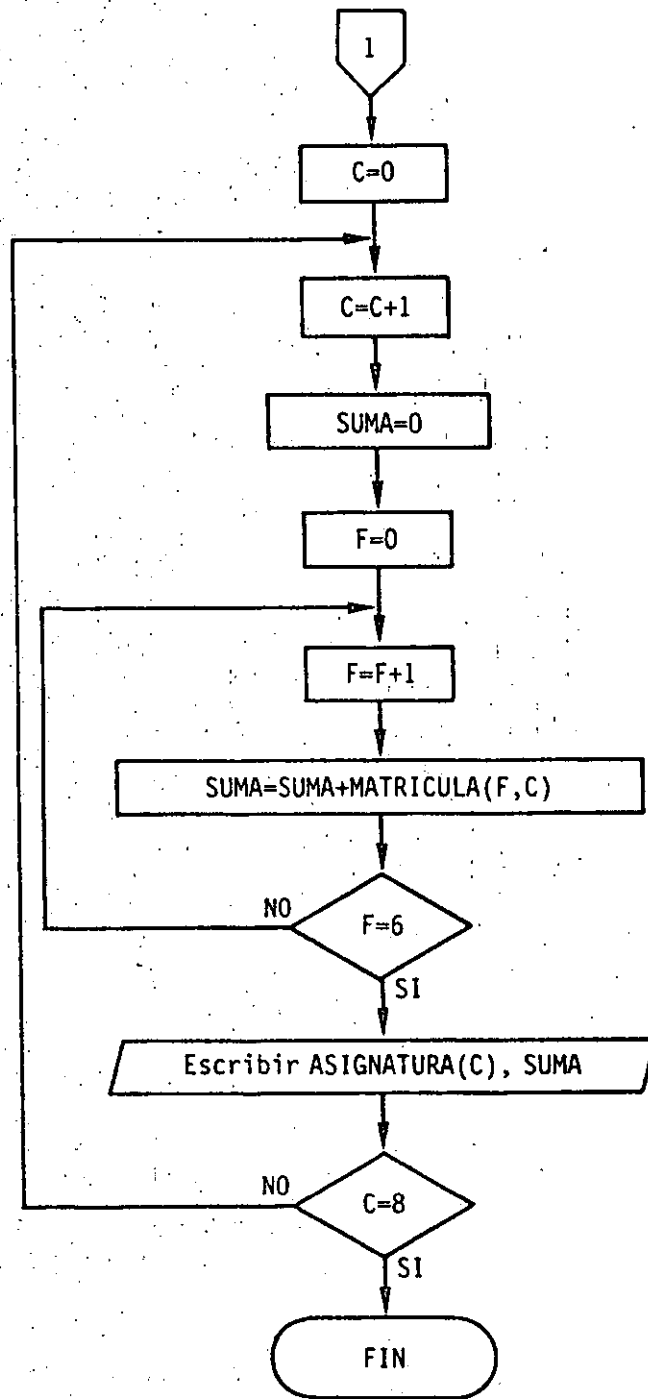 1
C=0
C=C+1
SUMA=0
F=0
F=F+1
SUMA=SUMA+MATRICULA(F,C)
NO
F=6
SI
Escribir ASIGNATURA(C), SUMA
NO
C=8
SI
FIN